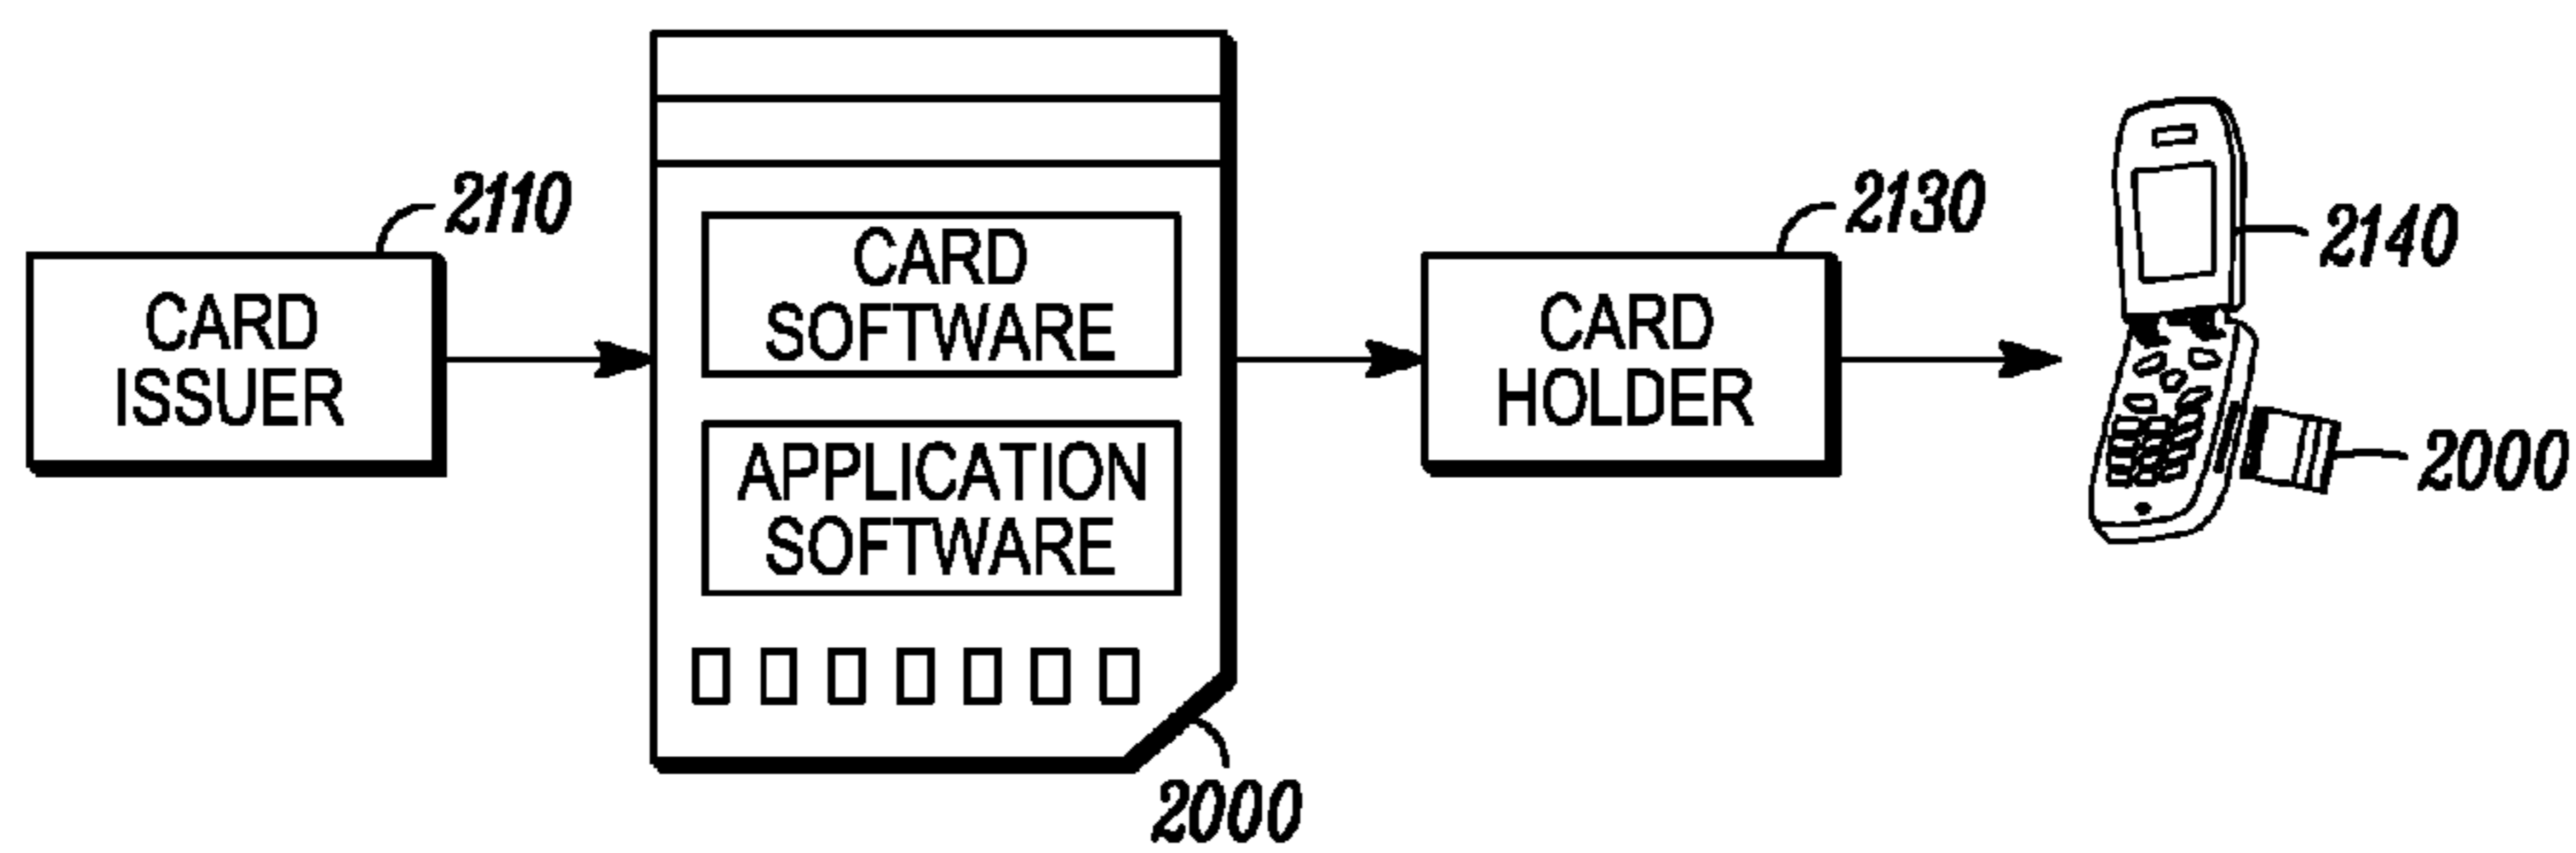 2110
CARD
ISSUER
CARD
SOFTWARE
APPLICATION
SOFTWARE
2000
2130
CARD
HOLDER
2140
2000